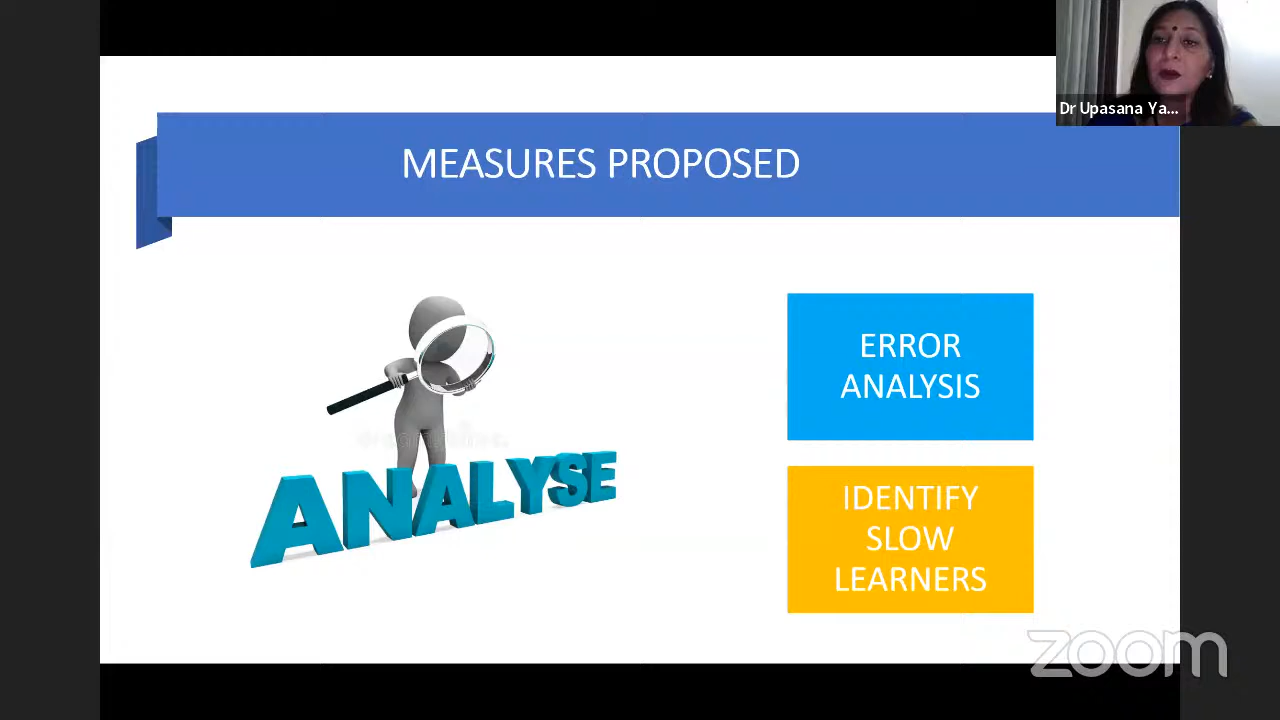 Dr Upasana Ya...
MEASURES PROPOSED
ERROR
ANALYSIS
ANALYSE
IDENTIFY
SLOW
LEARNERS
zoom